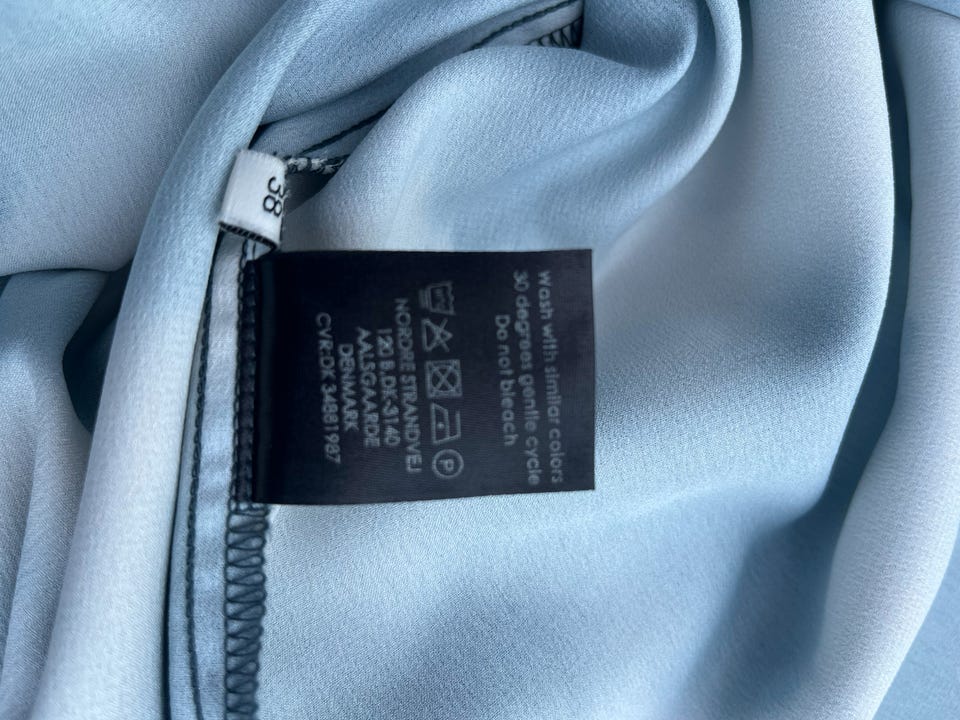 38
Wash with similar colors
30 degrees gentle cycle
Do not bleach
P
NORDRE STRANDVEJ
120 B, DK-3140
AALSGAARDE
DENMARK
CVR: DK 34881987